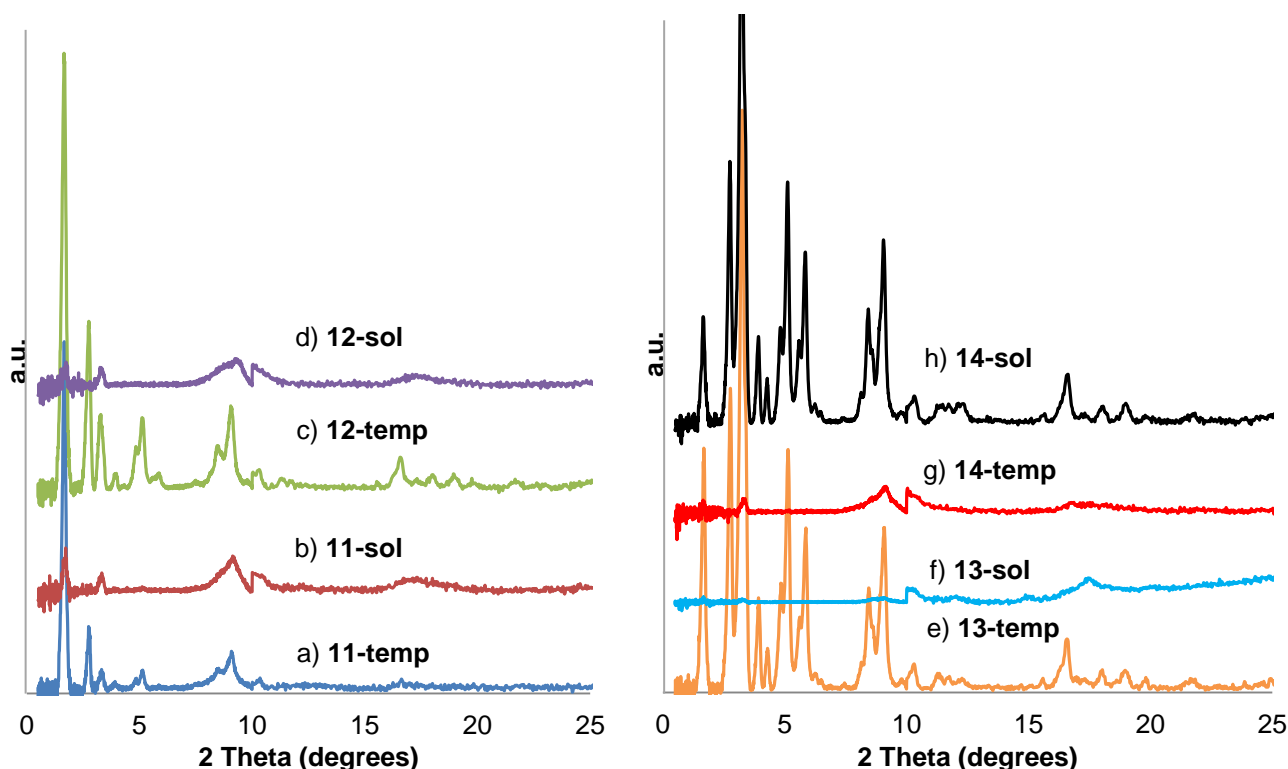 a.u.
d) 12-sol
c) 12-temp
b) 11-sol
a) 11-temp
0 5 10 15 20 25
2 Theta (degrees)
0
a.u.
h) 14-sol
g) 14-temp
f) 13-sol
e) 13-temp
5 10 15 20 25
2 Theta (degrees)